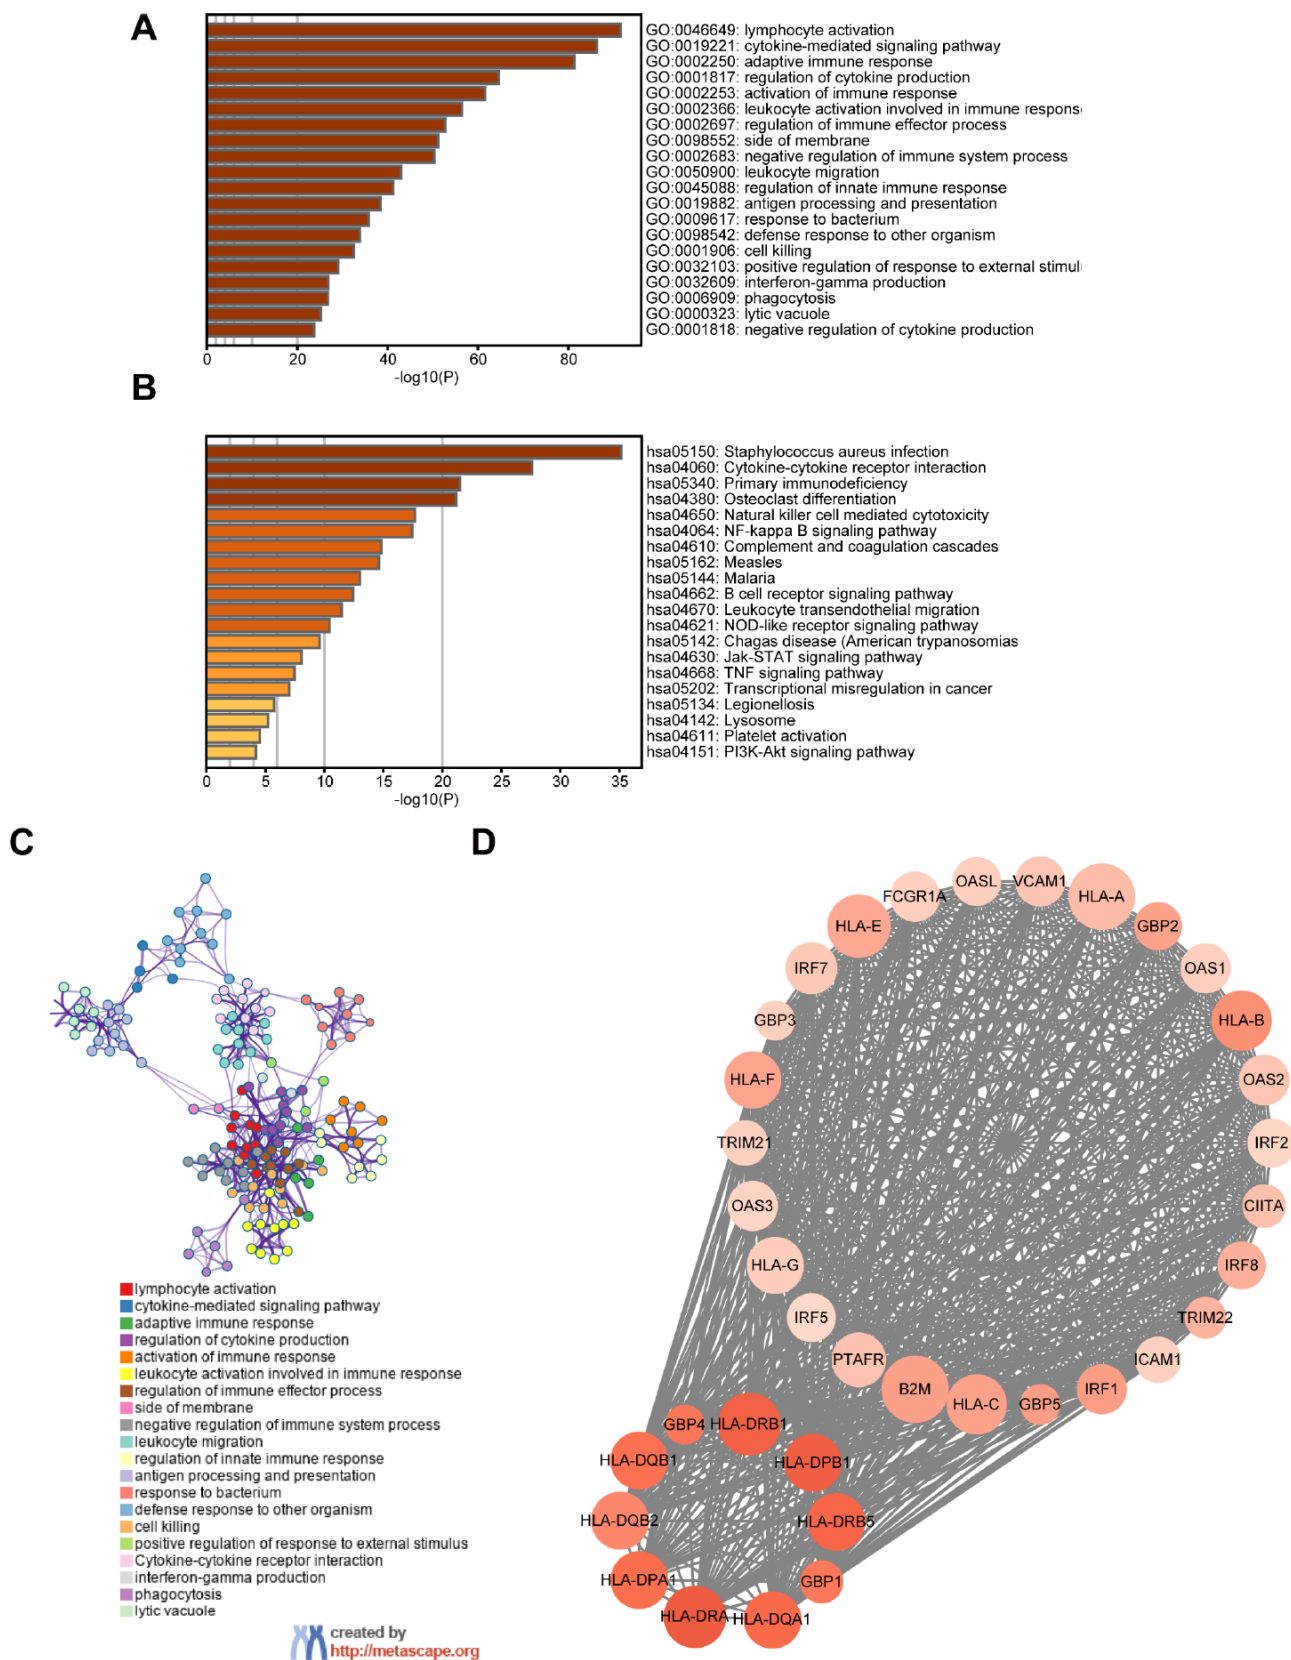 A
GO:0046649: lymphocyte activation
GO:0019221: cytokine-mediated signaling pathway
GO:0002250: adaptive immune response
GO:0001817: regulation of cytokine production
GO:0002253: activation of immune response
GO:0002366: leukocyte activation involved in immune respons
GO:0002697: regulation of immune effector process
GO:0098552: side of membrane
GO:0002683: negative regulation of immune system process
GO:0050900: leukocyte migration
GO:0045088: regulation of innate immune response
GO:0019882: antigen processing and presentation
GO:0009617: response to bacterium
GO:0098542: defense response to other organism
GO:0001906: cell killing
GO:0032103: positive regulation of response to external stimul
GO:0032609: interferon-gamma production
GO:0006909: phagocytosis
GO:0000323: lytic vacuole
GO:0001818: negative regulation of cytokine production
0 20 40 60 80
-log10(P)
B
hsa05150: Staphylococcus aureus infection
hsa04060: Cytokine-cytokine receptor interaction
hsa05340: Primary immunodeficiency
hsa04380: Osteoclast differentiation
hsa04650: Natural killer cell mediated cytotoxicity
hsa04064: NF-kappa B signaling pathway
hsa04610: Complement and coagulation cascades
hsa05162: Measles
hsa05144: Malaria
hsa04662: B cell receptor signaling pathway
hsa04670: Leukocyte transendothelial migration
hsa04621: NOD-like receptor signaling pathway
hsa05142: Chagas disease (American trypanosomias
hsa04630: Jak-STAT signaling pathway
hsa04668: TNF signaling pathway
hsa05202: Transcriptional misregulation in cancer
hsa05134: Legionellosis
hsa04142: Lysosome
hsa04611: Platelet activation
hsa04151: PI3K-Akt signaling pathway
0 5 10 15 20 25 30 35
-log10(P)
C
lymphocyte activation
cytokine-mediated signaling pathway
adaptive immune response
regulation of cytokine production
activation of immune response
leukocyte activation involved in immune response
regulation of immune effector process
side of membrane
negative regulation of immune system process
leukocyte migration
regulation of innate immune response
antigen processing and presentation
response to bacterium
defense response to other organism
cell killing
positive regulation of response to external stimulus
Cytokine-cytokine receptor interaction
interferon-gamma production
phagocytosis
lytic vacuole
created by
http://metascape.org
D
OASL
VCAM1
FCGR1A
HLA-A
HLA-E
GBP2
IRF7
OAS1
GBP3
HLA-B
HLA-F
OAS2
TRIM21
IRF2
OAS3
CIITA
HLA-G
IRF8
IRF5
TRIM22
PTAFR
ICAM1
B2M
HLA-C
GBP5
IRF1
GBP4
HLA-DRB1
HLA-DQB1
HLA-DPB1
HLA-DQB2
HLA-DRB5
HLA-DPA1
GBP1
HLA-DRA
HLA-DQA1